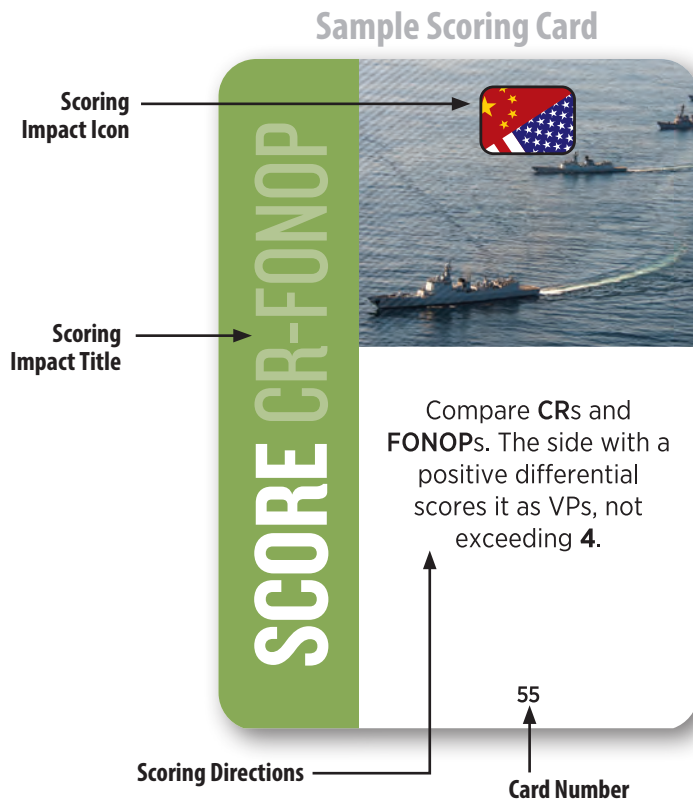 Sample Scoring Card
Scoring
Impact Icon
Scoring
Impact Title
SCORE CR-FONOP
Compare CRs and
FONOPs. The side with a
positive differential
scores it as VPs, not
exceeding 4.
55
Scoring Directions
Card Number